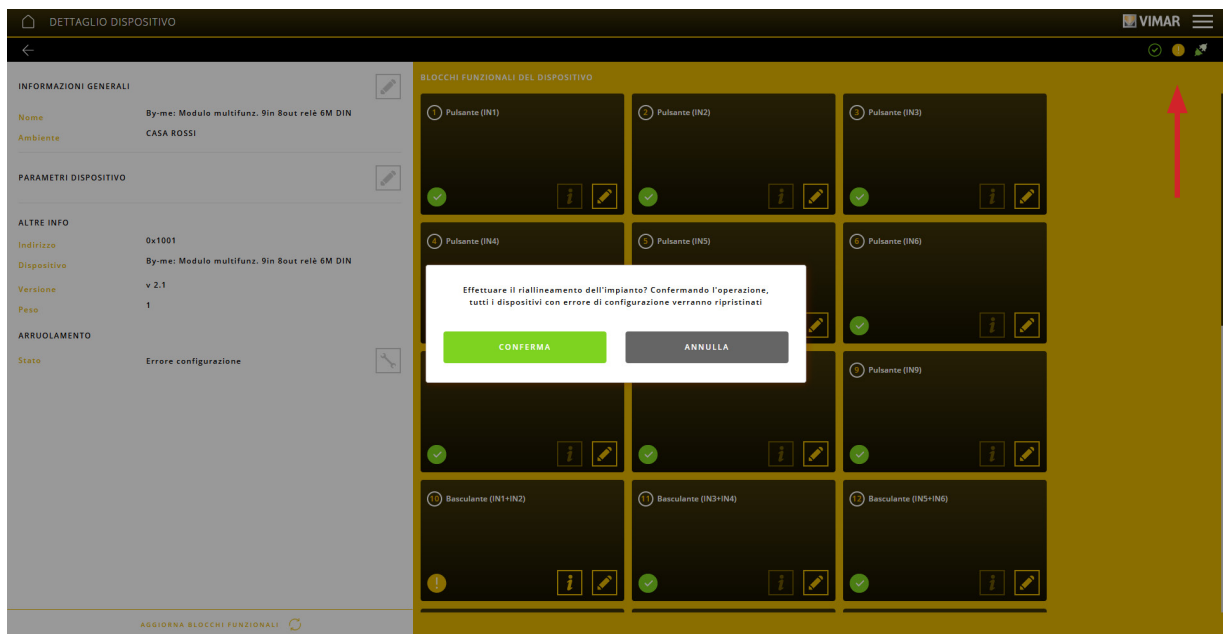 DETTAGLIO DISPOSITIVO
VIMAR
INFORMAZIONI GENERALI
Nome By-me: Modulo multifunz. 9in 8out relè 6M DIN
Ambiente CASA ROSSI
PARAMETRI DISPOSITIVO
ALTRE INFO
Indirizzo 0x1001
Dispositivo By-me: Modulo multifunz. 9in 8out relè 6M DIN
Versione v 2.1
Peso 1
ARRUOLAMENTO
Stato Errore configurazione
AGGIORNA BLOCCHI FUNZIONALI
BLOCCHI FUNZIONALI DEL DISPOSITIVO
1 Pulsante (IN1)
2 Pulsante (IN2)
3 Pulsante (IN3)
4 Pulsante (IN4)
5 Pulsante (IN5)
6 Pulsante (IN6)
Effettuare il riallineamento dell'impianto? Confermando l'operazione,
tutti i dispositivi con errore di configurazione verranno ripristinati
CONFERMA
ANNULLA
9 Pulsante (IN9)
10 Basculante (IN1+IN2)
11 Basculante (IN3+IN4)
12 Basculante (IN5+IN6)